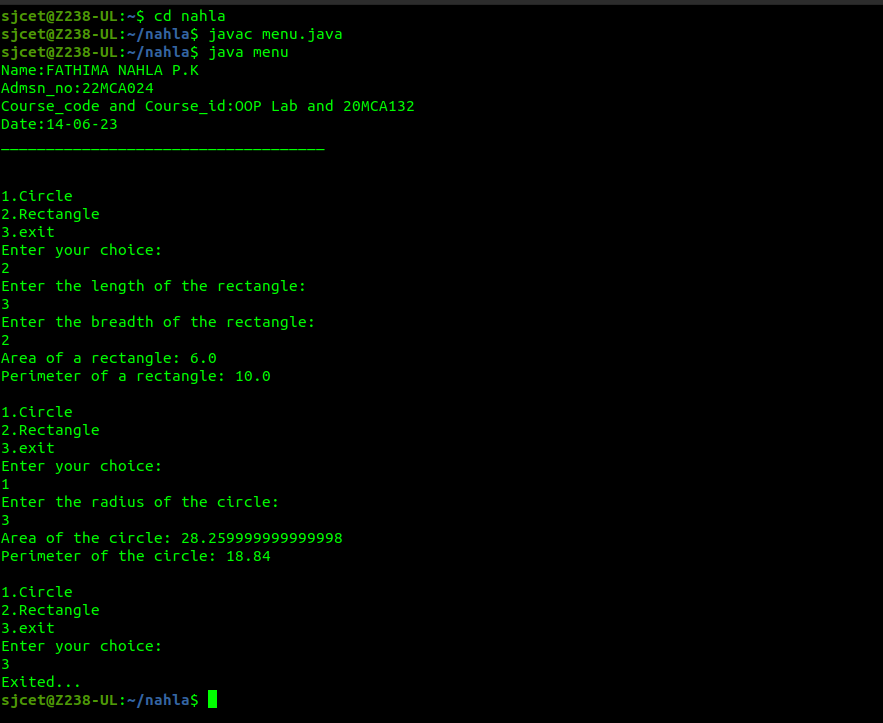 sjcet@Z238-UL:~$ cd nahla
sjcet@Z238-UL:~/nahla$ javac menu.java
sjcet@Z238-UL:~/nahla$ java menu
Name:FATHIMA NAHLA P.K
Admsn_no:22MCA024
Course_code and Course_id:OOP Lab and 20MCA132
Date:14-06-23
____________________________________
1.Circle
2.Rectangle
3.exit
Enter your choice:
2
Enter the length of the rectangle:
3
Enter the breadth of the rectangle:
2
Area of a rectangle: 6.0
Perimeter of a rectangle: 10.0
1.Circle
2.Rectangle
3.exit
Enter your choice:
1
Enter the radius of the circle:
3
Area of the circle: 28.259999999999998
Perimeter of the circle: 18.84
1.Circle
2.Rectangle
3.exit
Enter your choice:
3
Exited...
sjcet@Z238-UL:~/nahla$